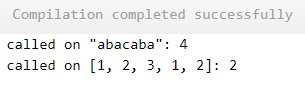 Compilation completed successfully
called on "abacaba": 4
called on [1, 2, 3, 1, 2]: 2